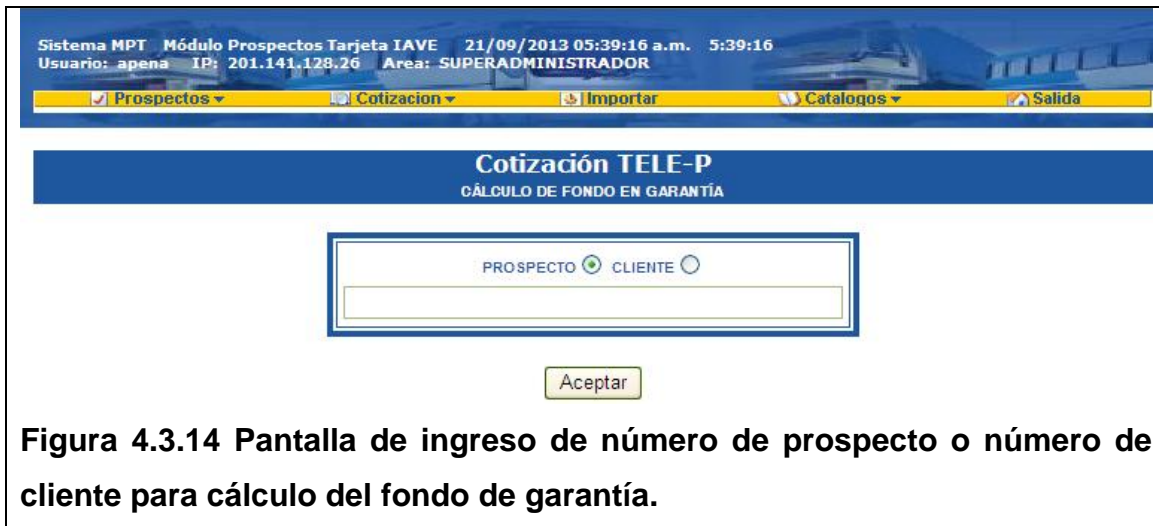 Sistema MPT Módulo Prospectos Tarjeta IAVE 21/09/2013 05:39:16 a.m. 5:39:16
Usuario: apena IP: 201.141.128.26 Area: SUPERADMINISTRADOR
Prospectos Cotizacion Importar Catalogos Salida
Cotización TELE-P
CÁLCULO DE FONDO EN GARANTÍA
PROSPECTO CLIENTE
Aceptar
Figura 4.3.14 Pantalla de ingreso de número de prospecto o número de
cliente para cálculo del fondo de garantía.